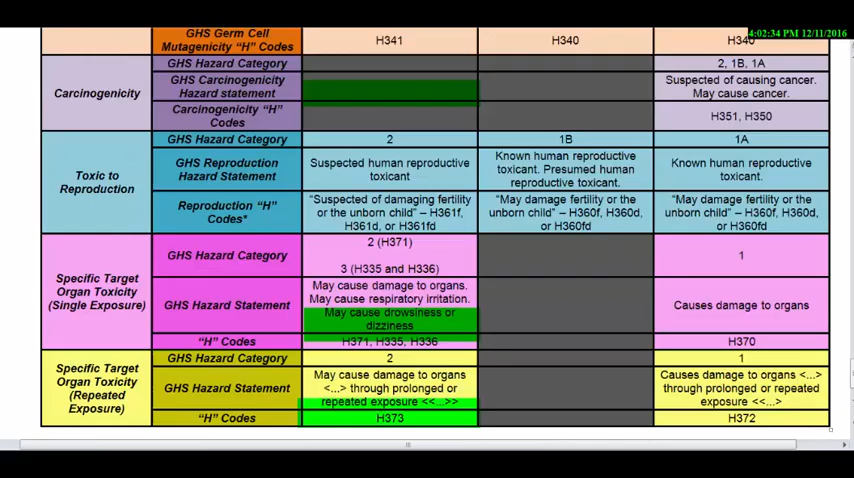 4:02:34 PM 12/11/2016
GHS Germ Cell
Mutagenicity "H" Codes
H341
H340
H340
Carcinogenicity
GHS Hazard Category
2, 1B, 1A
GHS Carcinogenicity
Hazard statement
Suspected of causing cancer.
May cause cancer.
Carcinogenicity "H"
Codes
H351, H350
Toxic to
Reproduction
GHS Hazard Category
2
1B
1A
GHS Reproduction
Hazard Statement
Suspected human reproductive
toxicant
Known human reproductive
toxicant. Presumed human
reproductive toxicant.
Known human reproductive
toxicant.
Reproduction "H"
Codes*
"Suspected of damaging fertility
or the unborn child" – H361f,
H361d, or H361fd
"May damage fertility or the
unborn child" – H360f, H360d,
or H360fd
"May damage fertility or the
unborn child" – H360f, H360d,
or H360fd
Specific Target
Organ Toxicity
(Single Exposure)
GHS Hazard Category
2 (H371)
3 (H335 and H336)
1
GHS Hazard Statement
May cause damage to organs.
May cause respiratory irritation.
May cause drowsiness or
dizziness
Causes damage to organs
"H" Codes
H371, H335, H336
H370
Specific Target
Organ Toxicity
(Repeated
Exposure)
GHS Hazard Category
2
1
GHS Hazard Statement
May cause damage to organs
<...> through prolonged or
repeated exposure <<...>>
Causes damage to organs <...>
through prolonged or repeated
exposure <<...>
"H" Codes
H373
H372